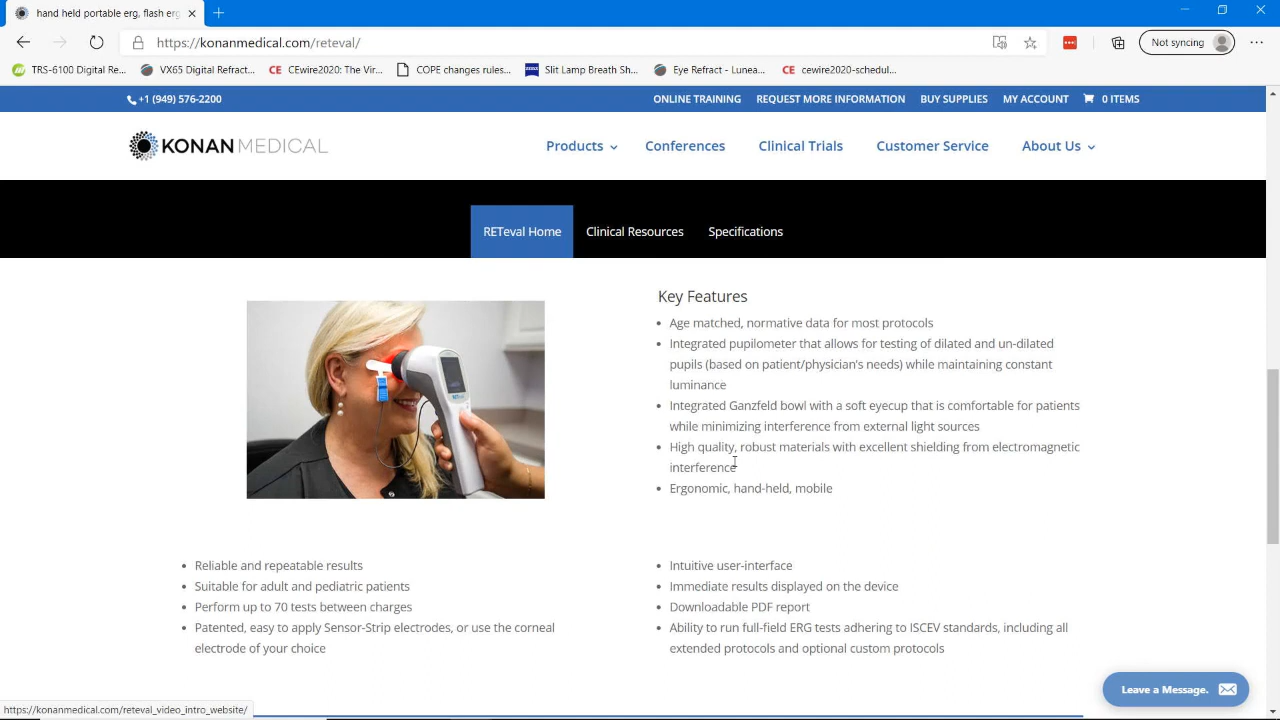 hand held portable erg, flash erg
https://konanmedical.com/reteval/
Not syncing
TRS-6100 Digital Re...
VX65 Digital Refract...
CEwire2020: The Vir...
COPE changes rules...
Slit Lamp Breath Sh...
Eye Refract - Lunea...
cewire2020-schedul...
+1 (949) 576-2200
ONLINE TRAINING
REQUEST MORE INFORMATION
BUY SUPPLIES
MY ACCOUNT
0 ITEMS
KONAN MEDICAL
Products
Conferences
Clinical Trials
Customer Service
About Us
RETeval Home
Clinical Resources
Specifications
Key Features
Age matched, normative data for most protocols
Integrated pupilometer that allows for testing of dilated and un-dilated
pupils (based on patient/physician's needs) while maintaining constant
luminance
Integrated Ganzfeld bowl with a soft eyecup that is comfortable for patients
while minimizing interference from external light sources
High quality, robust materials with excellent shielding from electromagnetic
interference
Ergonomic, hand-held, mobile
Reliable and repeatable results
Suitable for adult and pediatric patients
Perform up to 70 tests between charges
Patented, easy to apply Sensor-Strip electrodes, or use the corneal
electrode of your choice
Intuitive user-interface
Immediate results displayed on the device
Downloadable PDF report
Ability to run full-field ERG tests adhering to ISCEV standards, including all
extended protocols and optional custom protocols
Leave a Message.
https://konanmedical.com/reteval_video_intro_website/